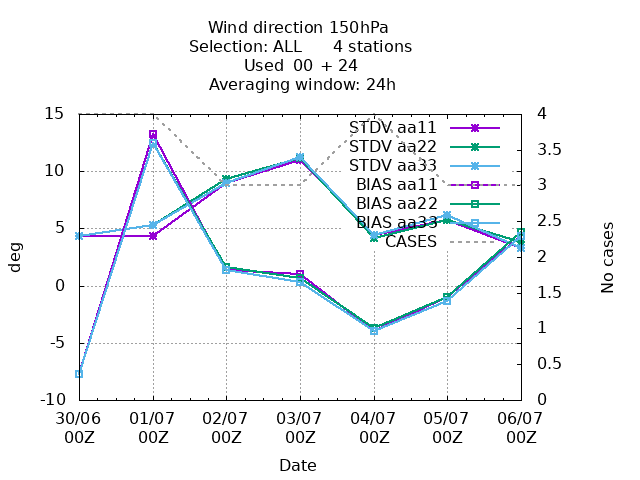 Wind direction 150hPa
Selection: ALL      4 stations
Used  00 + 24
Averaging window: 24h
15
10
5
0
-5
-10
deg
4
3.5
3
2.5
2
1.5
1
0.5
0
No cases
STDV aa11
STDV aa22
STDV aa33
BIAS aa11
BIAS aa22
BIAS aa33
CASES
30/06 01/07 02/07 03/07 04/07 05/07 06/07
00Z 00Z 00Z 00Z 00Z 00Z 00Z
Date